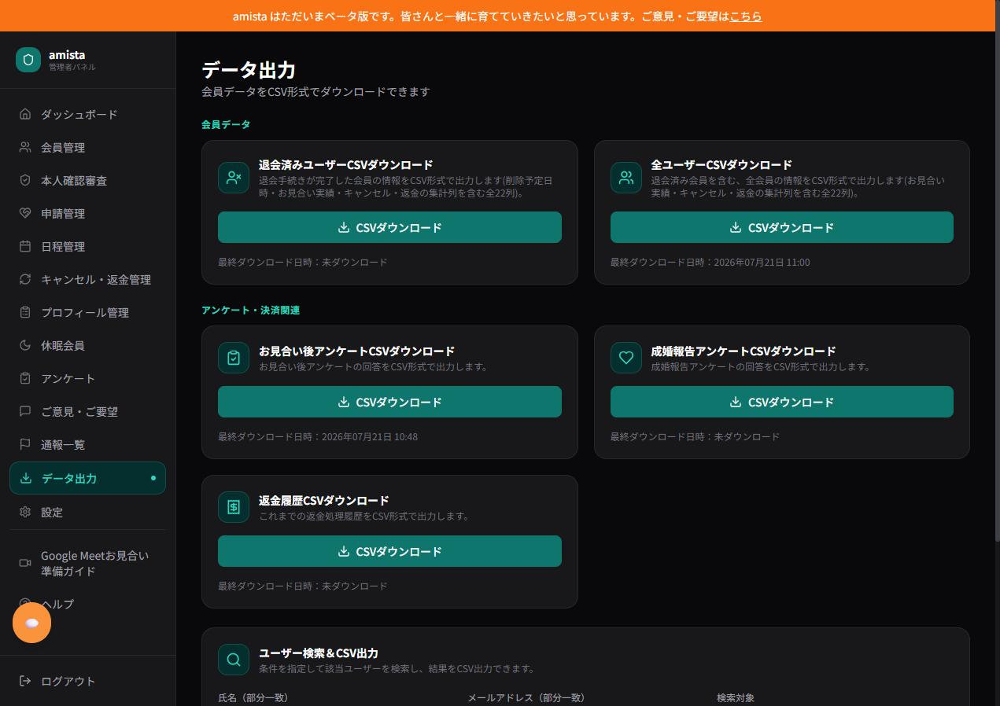 amista はただいまベータ版です。皆さんと一緒に育てていきたいと思っています。ご意見・ご要望はこちら
amista
管理者パネル
ダッシュボード
会員管理
本人確認審査
申請管理
日程管理
キャンセル・返金管理
プロフィール管理
休眠会員
アンケート
ご意見・ご要望
通報一覧
データ出力
設定
Google Meetお見合い
準備ガイド
ヘルプ
ログアウト
データ出力
会員データをCSV形式でダウンロードできます
会員データ
退会済みユーザーCSVダウンロード
退会手続きが完了した会員の情報をCSV形式で出力します(削除予定日
時・お見合い実績・キャンセル・返金の集計列を含む全22列)。
CSVダウンロード
最終ダウンロード日時：未ダウンロード
全ユーザーCSVダウンロード
退会済み会員を含む、全会員の情報をCSV形式で出力します(お見合い
実績・キャンセル・返金の集計列を含む全22列)。
CSVダウンロード
最終ダウンロード日時：2026年07月21日 11:00
アンケート・決済関連
お見合い後アンケートCSVダウンロード
お見合い後アンケートの回答をCSV形式で出力します。
CSVダウンロード
最終ダウンロード日時：2026年07月21日 10:48
成婚報告アンケートCSVダウンロード
成婚報告アンケートの回答をCSV形式で出力します。
CSVダウンロード
最終ダウンロード日時：未ダウンロード
返金履歴CSVダウンロード
これまでの返金処理履歴をCSV形式で出力します。
CSVダウンロード
最終ダウンロード日時：未ダウンロード
ユーザー検索＆CSV出力
条件を指定して該当ユーザーを検索し、結果をCSV出力できます。
氏名（部分一致）
メールアドレス（部分一致）
検索対象